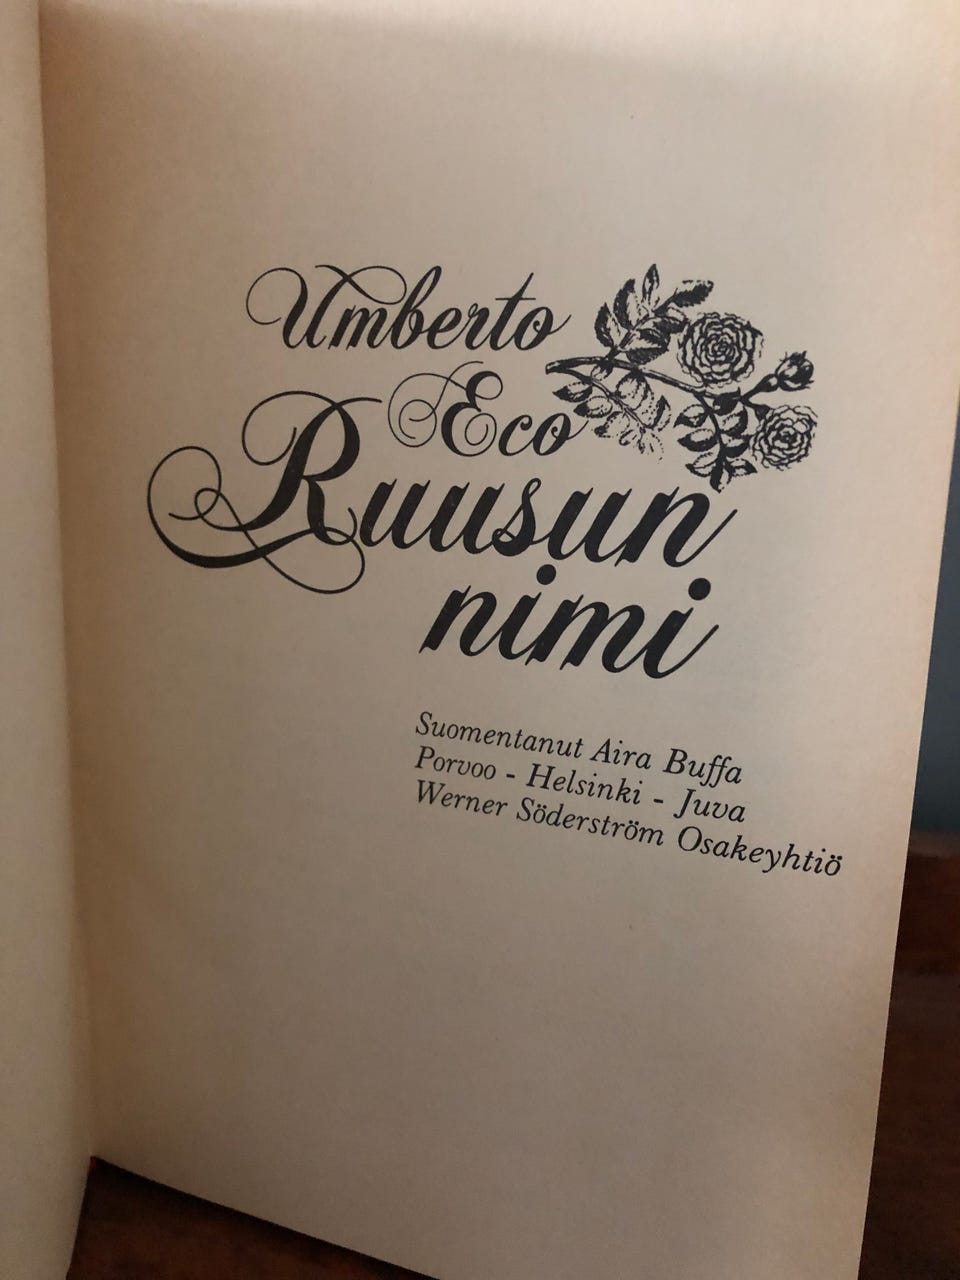 Umberto
Eco
Ruusun
nimi
Suomentanut Aira Buffa
Porvoo - Helsinki - Juva
Werner Söderström Osakeyhtiö